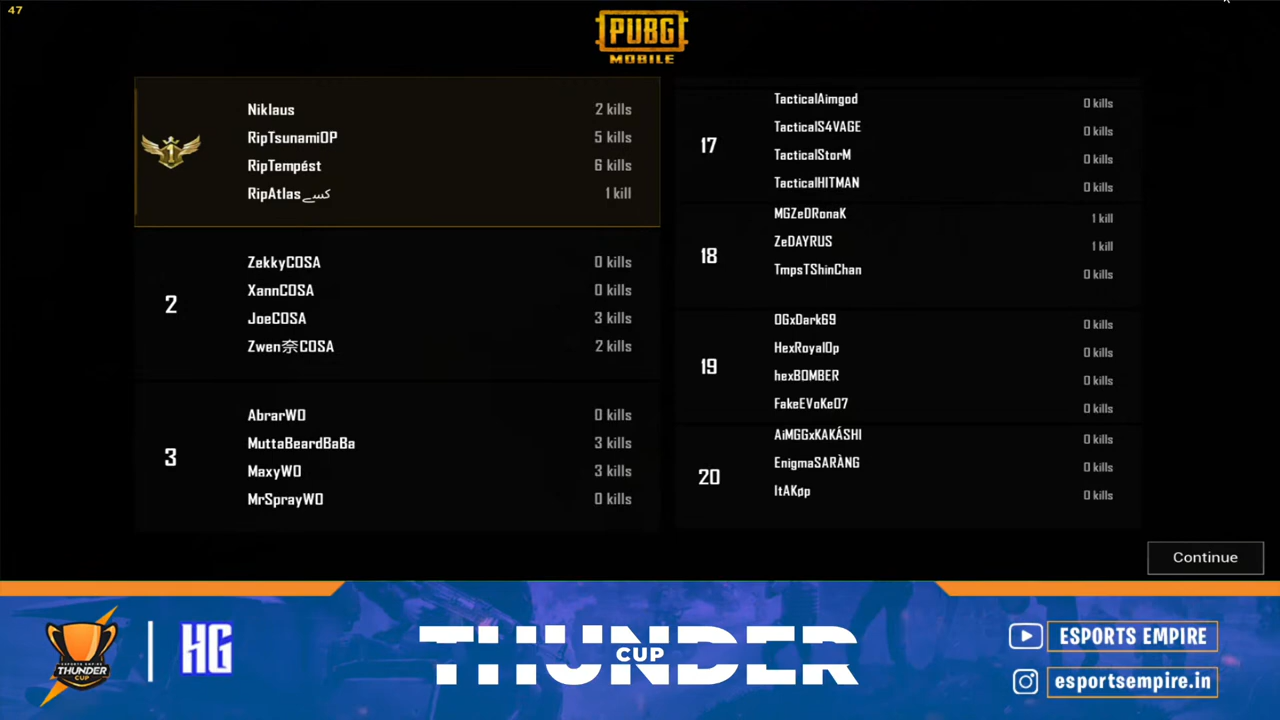 47
PUBG
MOBILE
1
Niklaus 2 kills
RipTsunamiOP 5 kills
RipTempést 6 kills
RipAtlasکسے 1 kill
2
ZekkyCOSA 0 kills
XannCOSA 0 kills
JoeCOSA 3 kills
Zwen奈COSA 2 kills
3
AbrarWO 0 kills
MuttaBeardBaBa 3 kills
MaxyWO 3 kills
MrSprayWO 0 kills
17
TacticalAimgod 0 kills
TacticalS4VAGE 0 kills
TacticalStorM 0 kills
TacticalHITMAN 0 kills
18
MGZeDRonaK 1 kill
ZeDAYRUS 1 kill
TmpsTShinChan 0 kills
19
OGxDark69 0 kills
HexRoyalOp 0 kills
hexBOMBER 0 kills
FakeEVoKe07 0 kills
20
AiMGGxKAKÁSHI 0 kills
EnigmaSARÀNG 0 kills
ItAKøp 0 kills
Continue
ESPORTS EMPIRE
THUNDER
CUP
HG
THUNDER
CUP
ESPORTS EMPIRE
esportsempire.in